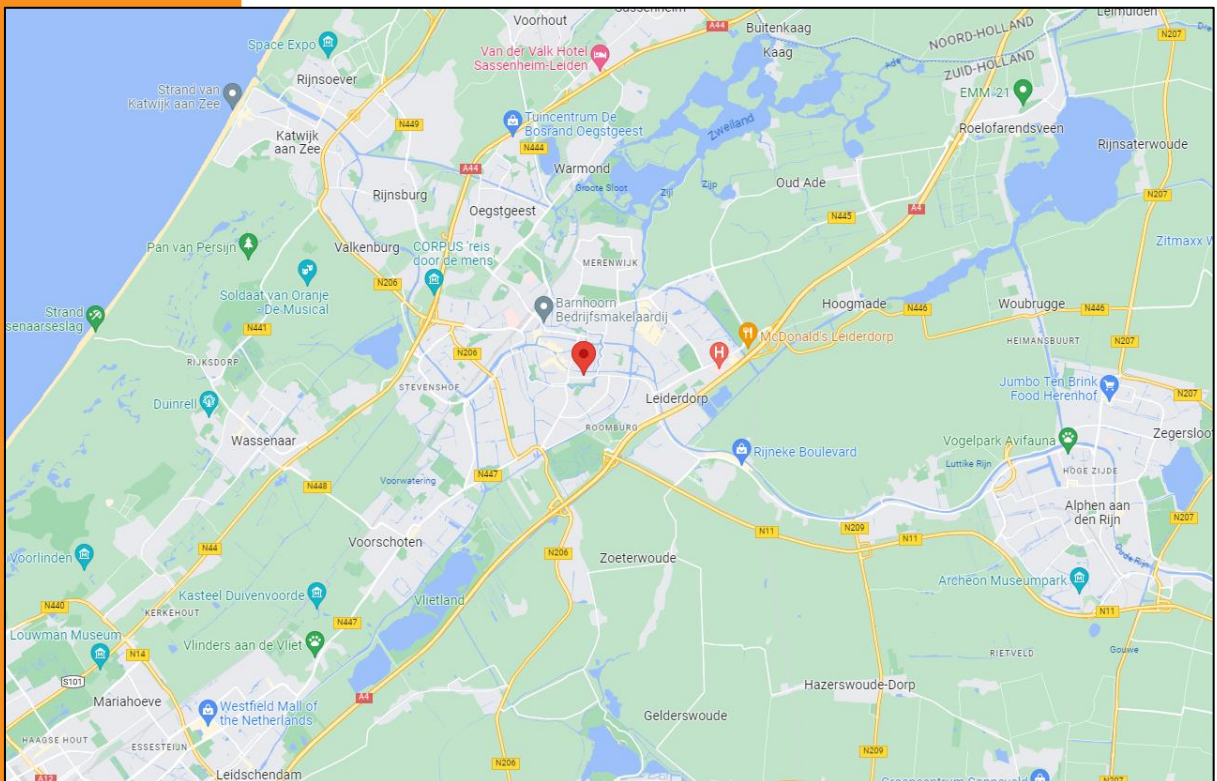 Voorhout
Sassenheim
A44
Buitenkaag
Leimuiden
N207
Space Expo
Van der Valk Hotel
Sassenheim-Leiden
Kaag
NOORD-HOLLAND
ZUID-HOLLAND
Rijnsoever
Strand van
Katwijk aan Zee
EMM '21
N449
Tuincentrum De
Bosrand Oegstgeest
Zweiland
Roelofarendsveen
Katwijk
aan Zee
N444
Rijnsaterwoude
A44
Warmond
Groote Sloot
Zijl
Zijp
Oud Ade
N207
Rijnsburg
Oegstgeest
N445
A4
Pan van Persijn
Valkenburg
CORPUS 'reis
door de mens
MERENWIJK
Zitmaxx W
Soldaat van Oranje
- De Musical
N206
Barnhoorn
Bedrijfsmakelaardij
Hoogmade
N446
Woubrugge
N446
Strand
senaarseslag
N441
McDonald's Leiderdorp
HEIMANSBUURT
N207
RIJKSDORP
N206
H
STEVENSHOF
Leiderdorp
Jumbo Ten Brink
Food Herenhof
N207
Duinrell
ROOMBURG
Wassenaar
Rijneke Boulevard
Vogelpark Avifauna
Zegersloot
N447
Luttike Rijn
HOGE ZIJDE
N448
Voorwatering
Alphen aan
den Rijn
N207
N11
N209
N11
N44
Voorschoten
N206
Zoeterwoude
Oude Rijn
Voorlinden
Archeon Museumpark
Kasteel Duivenvoorde
Vlietland
N440
KERKEHOUT
N447
N11
Louwman Museum
Vlinders aan de Vliet
Gouwe
N14
RIETVELD
S101
Mariahoeve
Westfield Mall of
the Netherlands
A4
Hazerswoude-Dorp
Gelderswoude
HAAGSE HOUT
ESSESTEIJN
N209
N206
Leidschendam
A12
N207